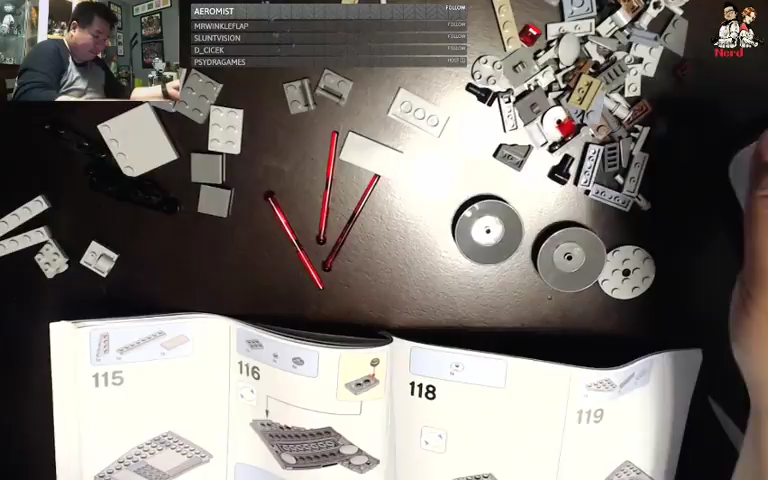 AEROMIST FOLLOW
MRWINKLEFLAP FOLLOW
SLUNTVISION FOLLOW
D_CICEK FOLLOW
PSYDRAGAMES
Nerd
115
116
118
119